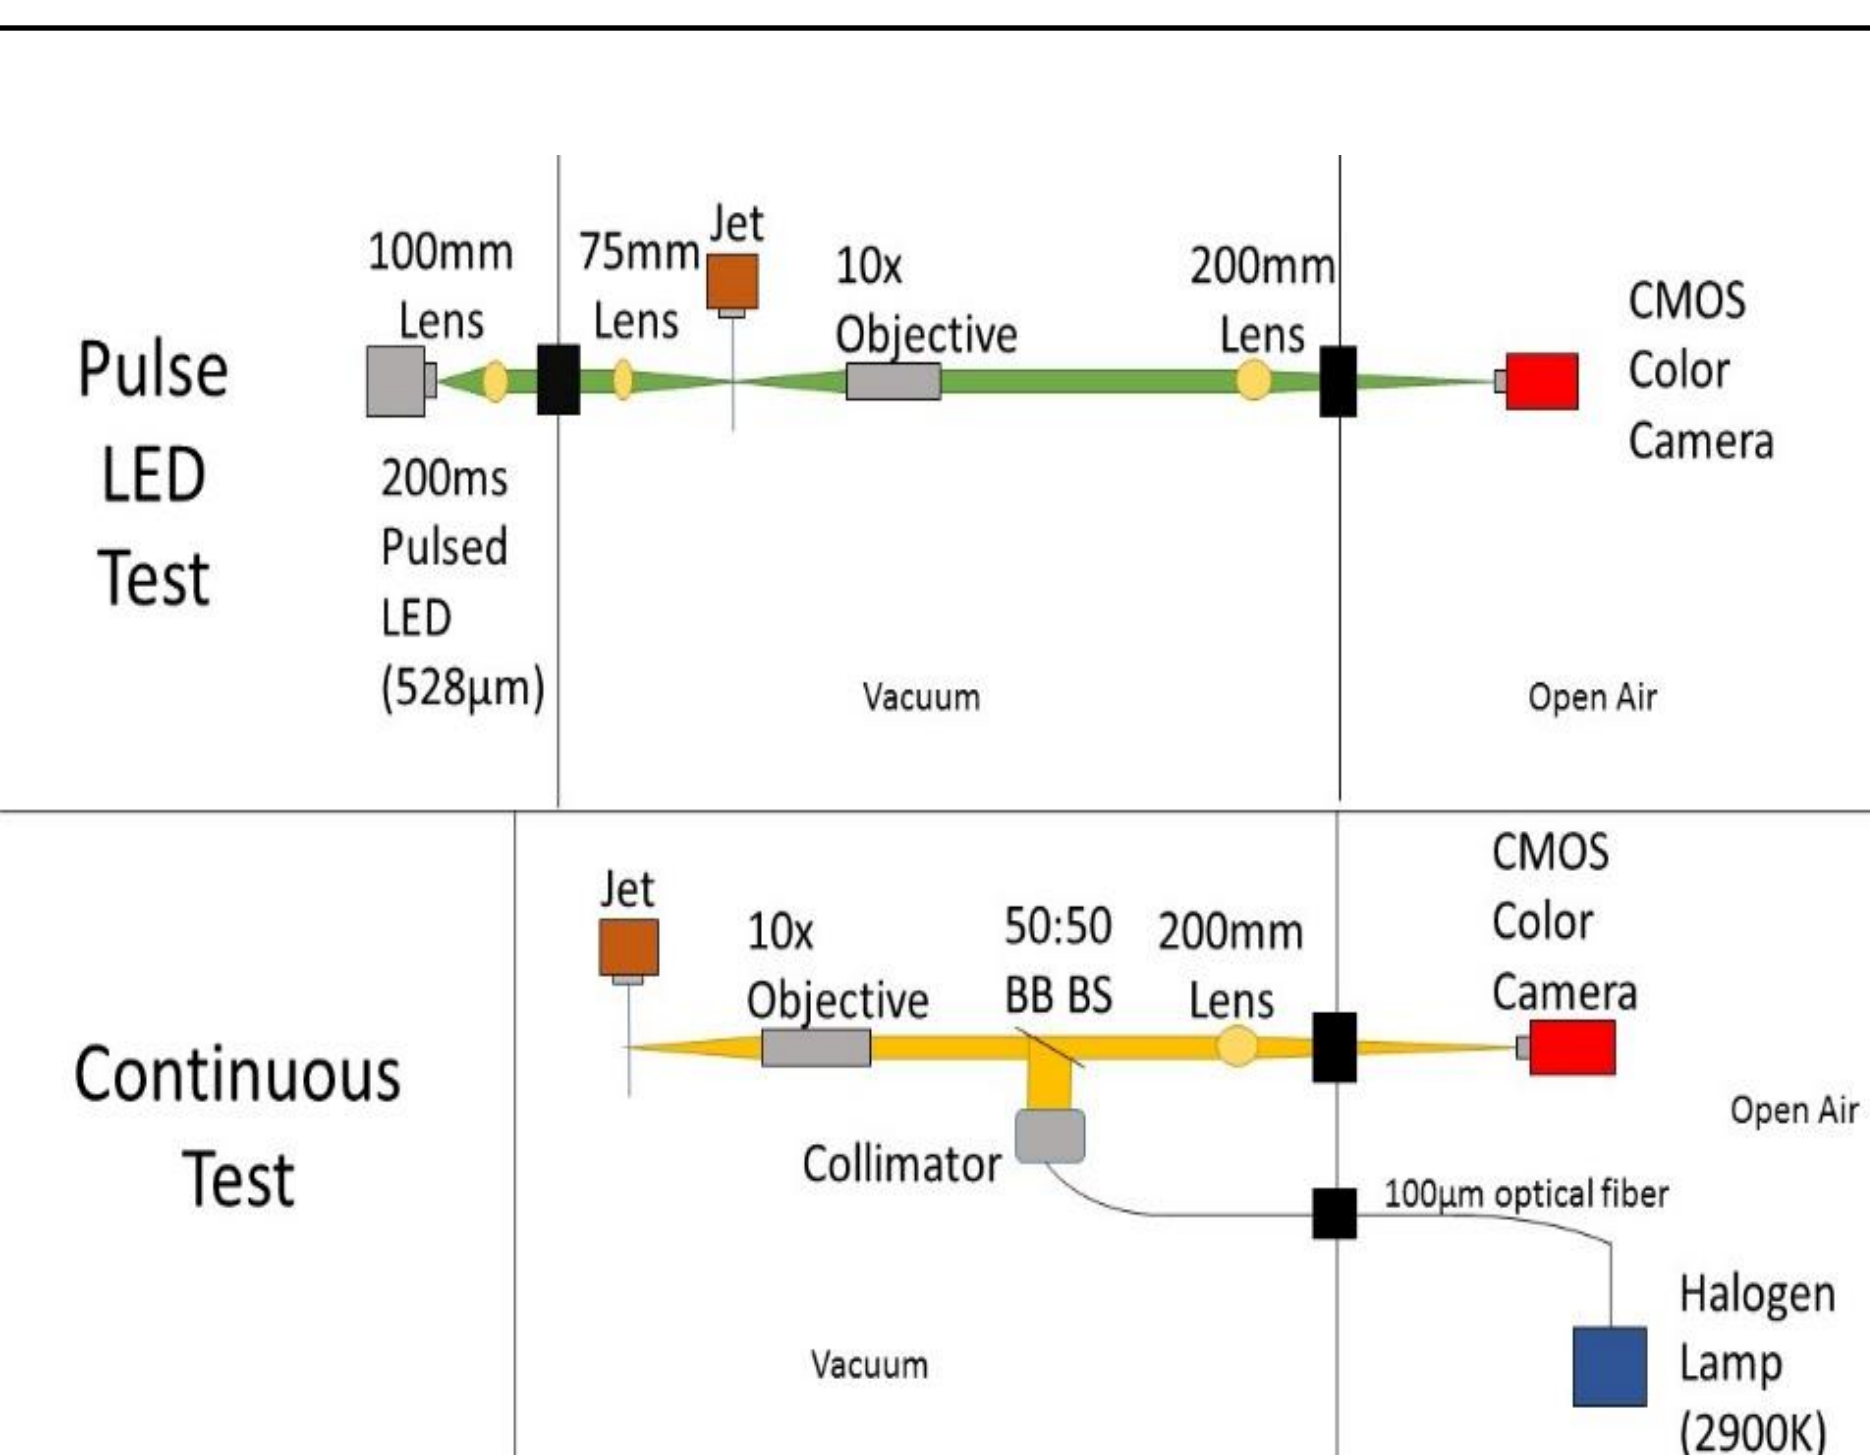 Pulse
LED
Test
100mm
Lens
75mm
Lens
Jet
10x
Objective
200mm
Lens
CMOS
Color
Camera
200ms
Pulsed
LED
(528µm)
Vacuum
Open Air
Continuous
Test
Jet
10x
Objective
50:50
BB BS
200mm
Lens
CMOS
Color
Camera
Open Air
Collimator
100µm optical fiber
Vacuum
Halogen
Lamp
(2900K)